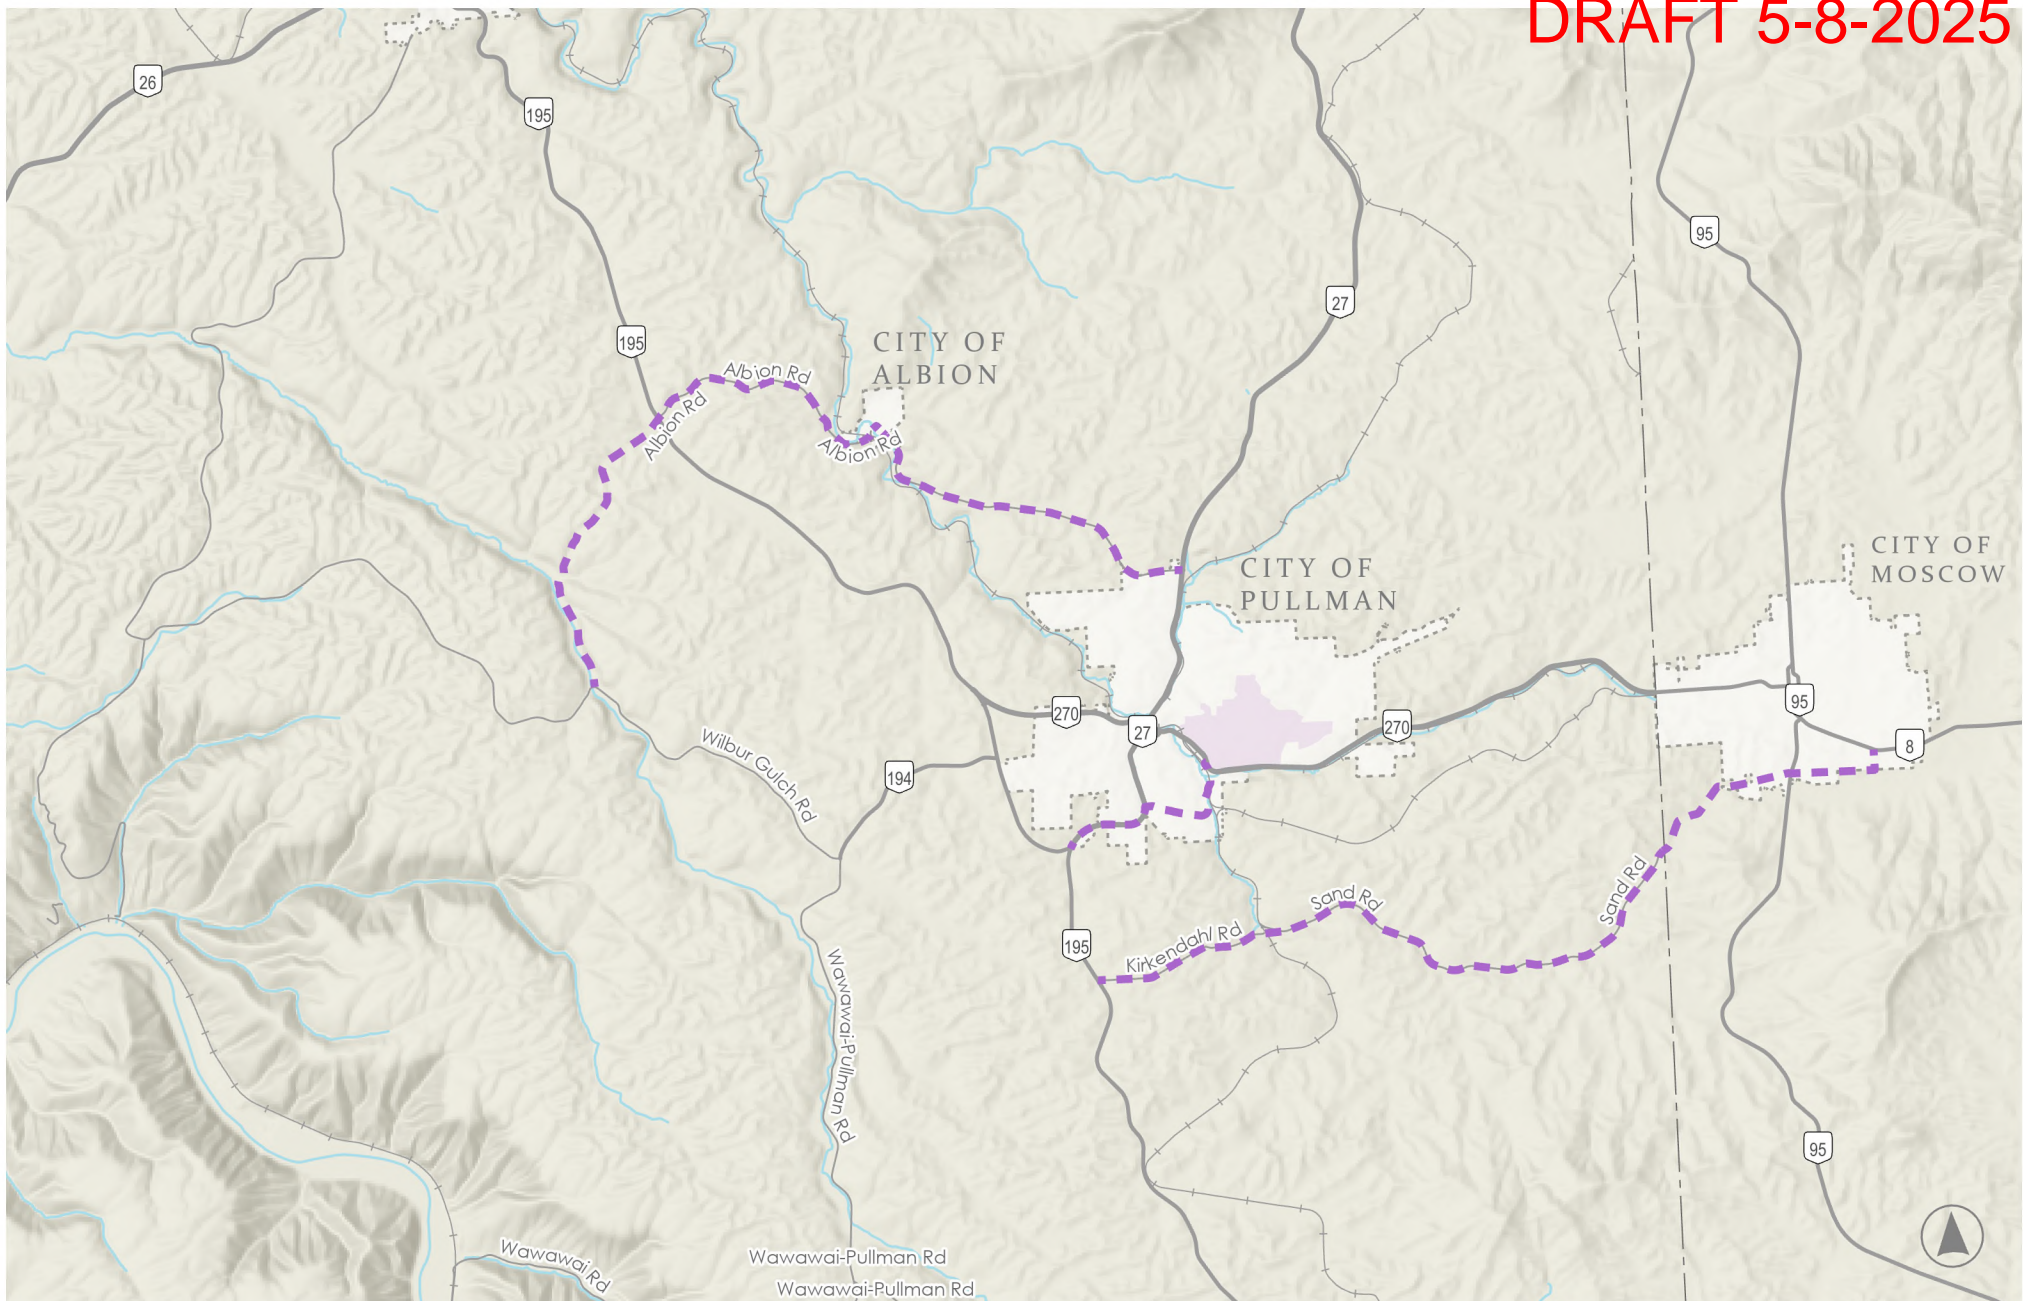 DRAFT 5-8-2025
26
195
95
27
195
CITY OF
ALBION
Albion Rd
Albion Rd
Albion Rd
CITY OF
MOSCOW
CITY OF
PULLMAN
270
27
270
95
8
Wilbur Gulch Rd
194
Sand Rd
Sand Rd
Kirkendahl Rd
195
Wawawai-Pullman Rd
95
Wawawai Rd
Wawawai-Pullman Rd
Wawawai-Pullman Rd